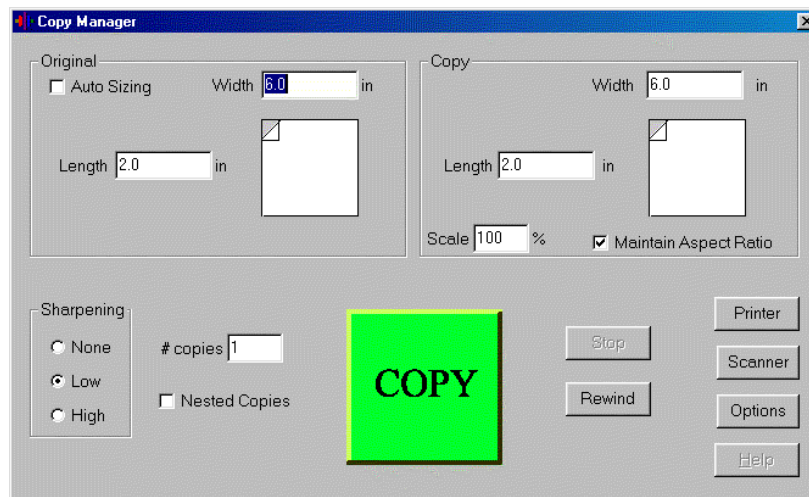 Copy Manager
Original
Auto Sizing
Width 6.0 in
Length 2.0 in
Copy
Width 6.0 in
Length 2.0 in
Scale 100 %
Maintain Aspect Ratio
Sharpening
None
Low
High
# copies 1
Nested Copies
COPY
Stop
Rewind
Printer
Scanner
Options
Help